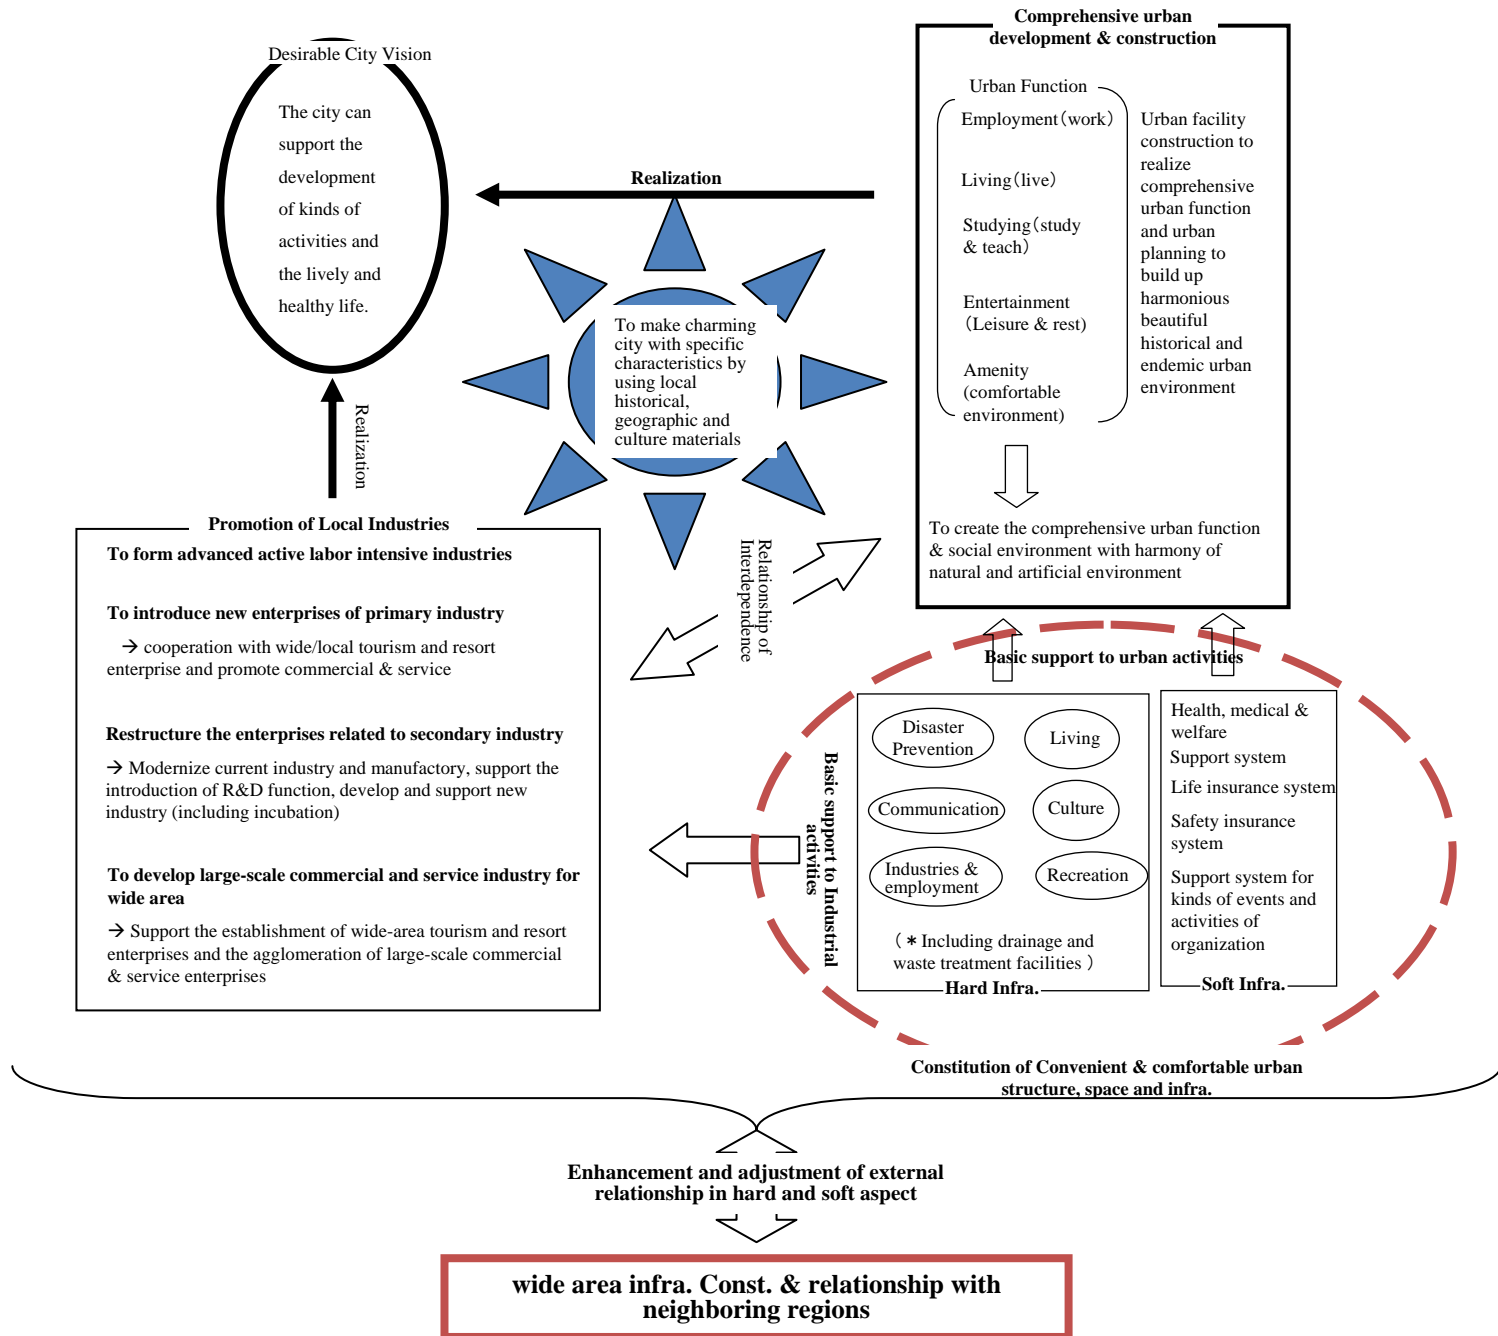 Desirable City Vision
The city can
support the
development
of kinds of
activities and
the lively and
healthy life.
Realization
Realization
To make charming
city with specific
characteristics by
using local
historical,
geographic and
culture materials
Comprehensive urban
development & construction
Urban Function
Employment（work）
Living（live）
Studying（study
& teach）
Entertainment
（Leisure & rest）
Amenity
(comfortable
environment）
Urban facility
construction to
realize
comprehensive
urban function
and urban
planning to
build up
harmonious
beautiful
historical and
endemic urban
environment
To create the comprehensive urban function
& social environment with harmony of
natural and artificial environment
Promotion of Local Industries
To form advanced active labor intensive industries
To introduce new enterprises of primary industry
→ cooperation with wide/local tourism and resort
enterprise and promote commercial & service
Restructure the enterprises related to secondary industry
→ Modernize current industry and manufactory, support the
introduction of R&D function, develop and support new
industry (including incubation)
To develop large-scale commercial and service industry for
wide area
→ Support the establishment of wide-area tourism and resort
enterprises and the agglomeration of large-scale commercial
& service enterprises
Relationship of
Interdependence
Basic support to urban activities
Basic support to Industrial
activities
Disaster
Prevention
Living
Communication
Culture
Industries &
employment
Recreation
（＊Including drainage and
waste treatment facilities ）
Hard Infra.
Health, medical &
welfare
Support system
Life insurance system
Safety insurance
system
Support system for
kinds of events and
activities of
organization
Soft Infra.
Constitution of Convenient & comfortable urban
structure, space and infra.
Enhancement and adjustment of external
relationship in hard and soft aspect
wide area infra. Const. & relationship with
neighboring regions